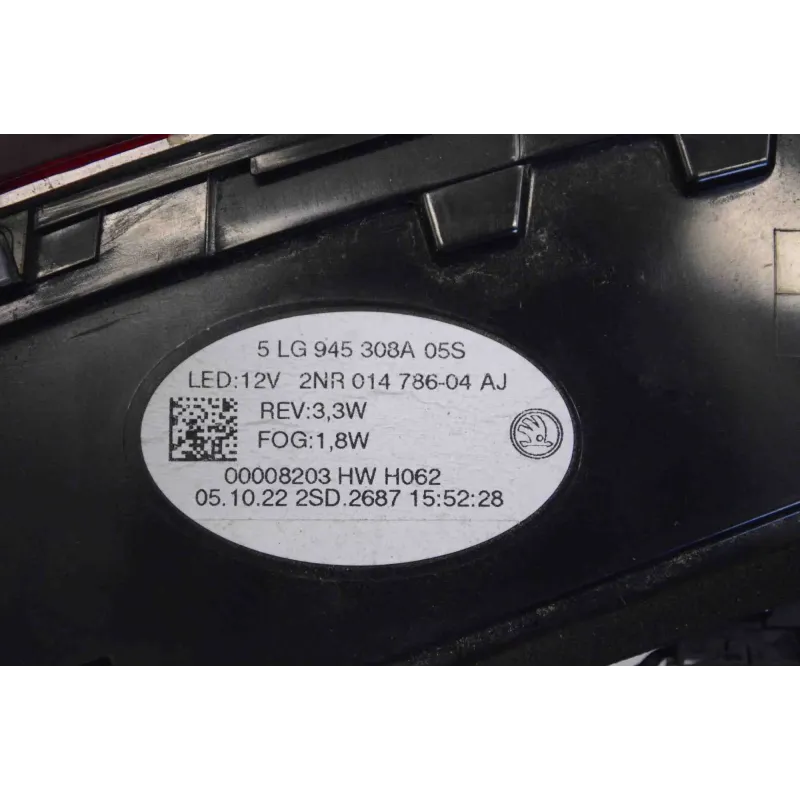 5 LG 945 308A 05S
LED:12V 2NR 014 786-04 AJ
REV:3,3W
FOG:1,8W
00008203 HW H062
05.10.22 2SD.2687 15:52:28